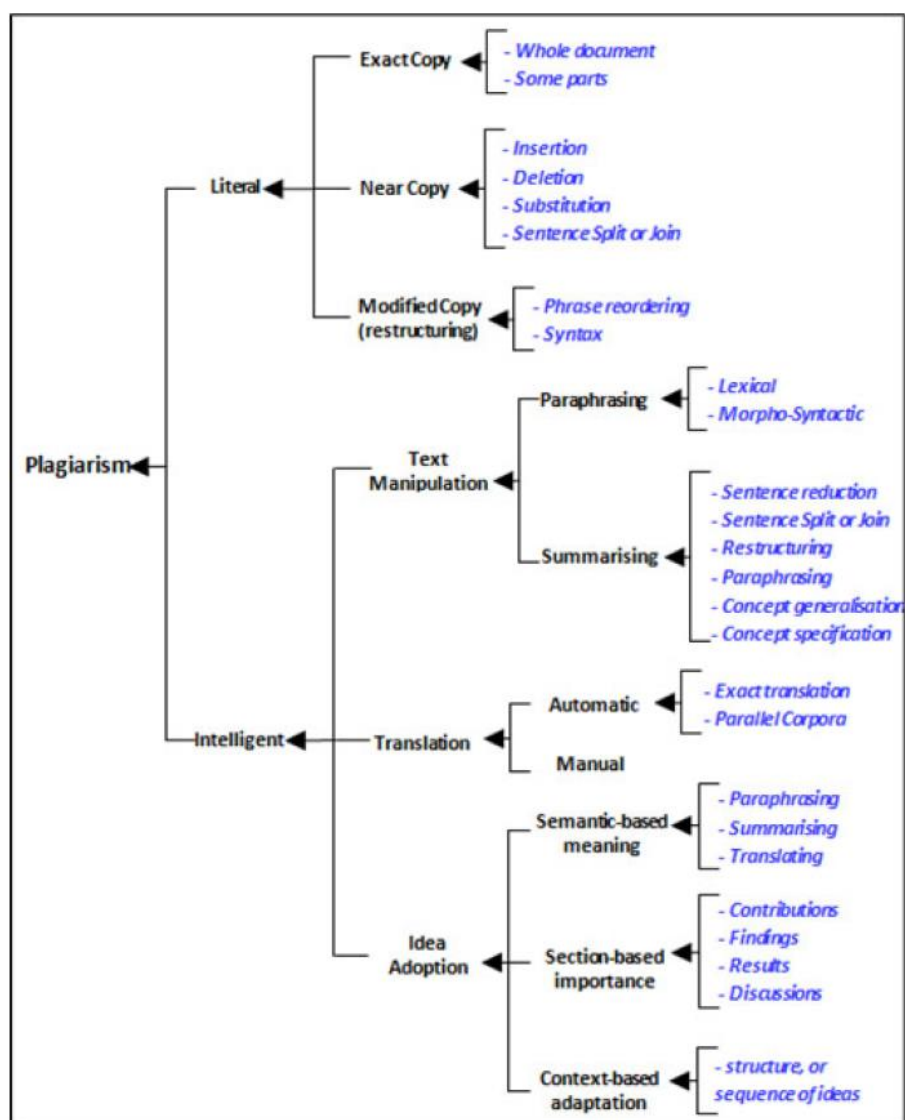 Exact Copy
- Whole document
- Some parts
Literal
Near Copy
- Insertion
- Deletion
- Substitution
- Sentence Split or Join
Modified Copy
(restructuring)
- Phrase reordering
- Syntax
Plagiarism
Text
Manipulation
Paraphrasing
- Lexical
- Morpho-Syntactic
Summarising
- Sentence reduction
- Sentence Split or Join
- Restructuring
- Paraphrasing
- Concept generalisation
- Concept specification
Intelligent
Translation
Automatic
- Exact translation
- Parallel Corpora
Manual
Idea
Adoption
Semantic-based
meaning
- Paraphrasing
- Summarising
- Translating
Section-based
importance
- Contributions
- Findings
- Results
- Discussions
Context-based
adaptation
- structure, or
sequence of ideas